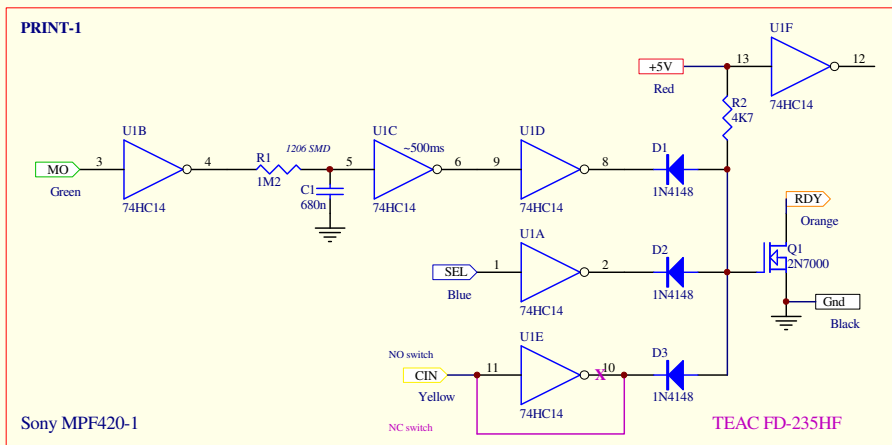 PRINT-1
U1F
+5V
13
12
Red
74HC14
R2
4K7
U1B
R1
1206 SMD
U1C
~500ms
U1D
D1
MO
3
4
5
6
9
8
Green
1M2
C1
680n
1N4148
74HC14
74HC14
74HC14
RDY
Orange
U1A
D2
Q1
2N7000
SEL
1
2
Blue
74HC14
1N4148
Gnd
Black
U1E
D3
NO switch
CIN
11
X
10
Yellow
74HC14
1N4148
NC switch
Sony MPF420-1
TEAC FD-235HF